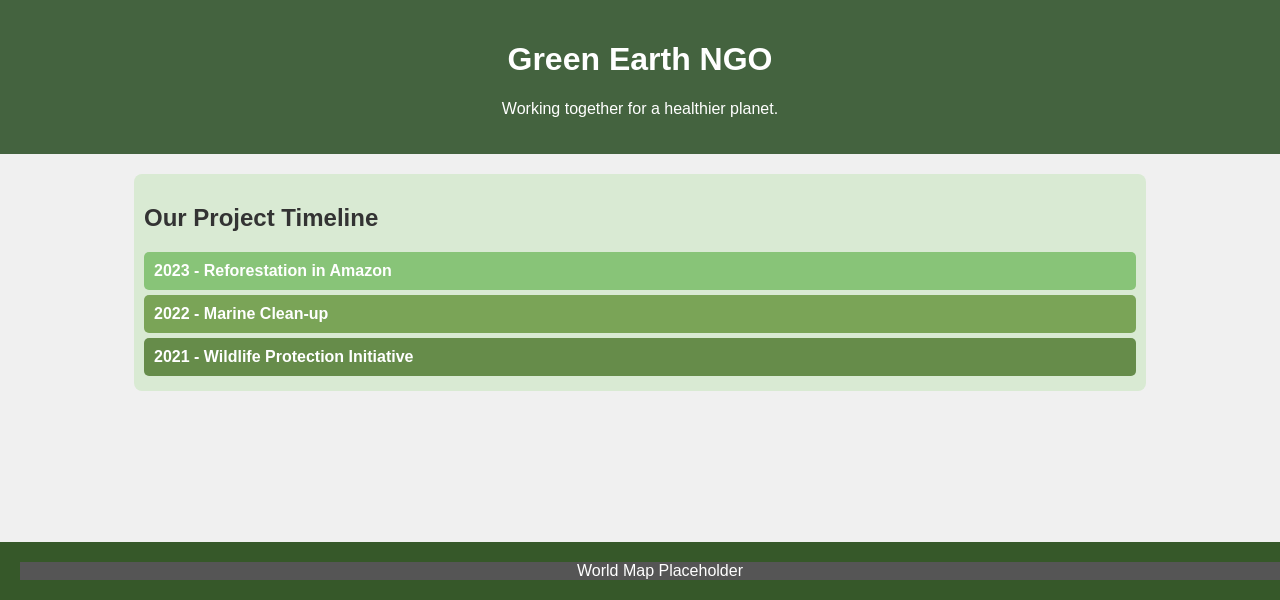 Green Earth NGO
Working together for a healthier planet.
Our Project Timeline
2023 - Reforestation in Amazon
2022 - Marine Clean-up
2021 - Wildlife Protection Initiative
World Map Placeholder